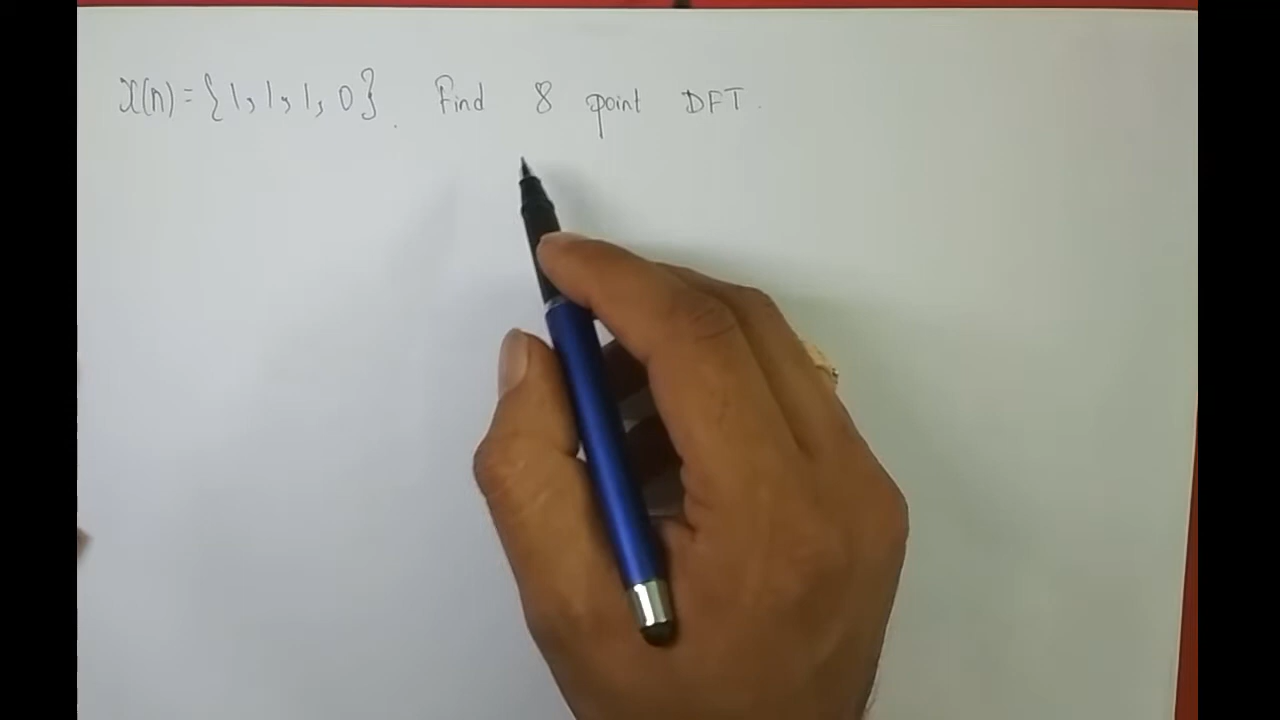 x(n) = {1, 1, 1, 0}. Find 8 point DFT.